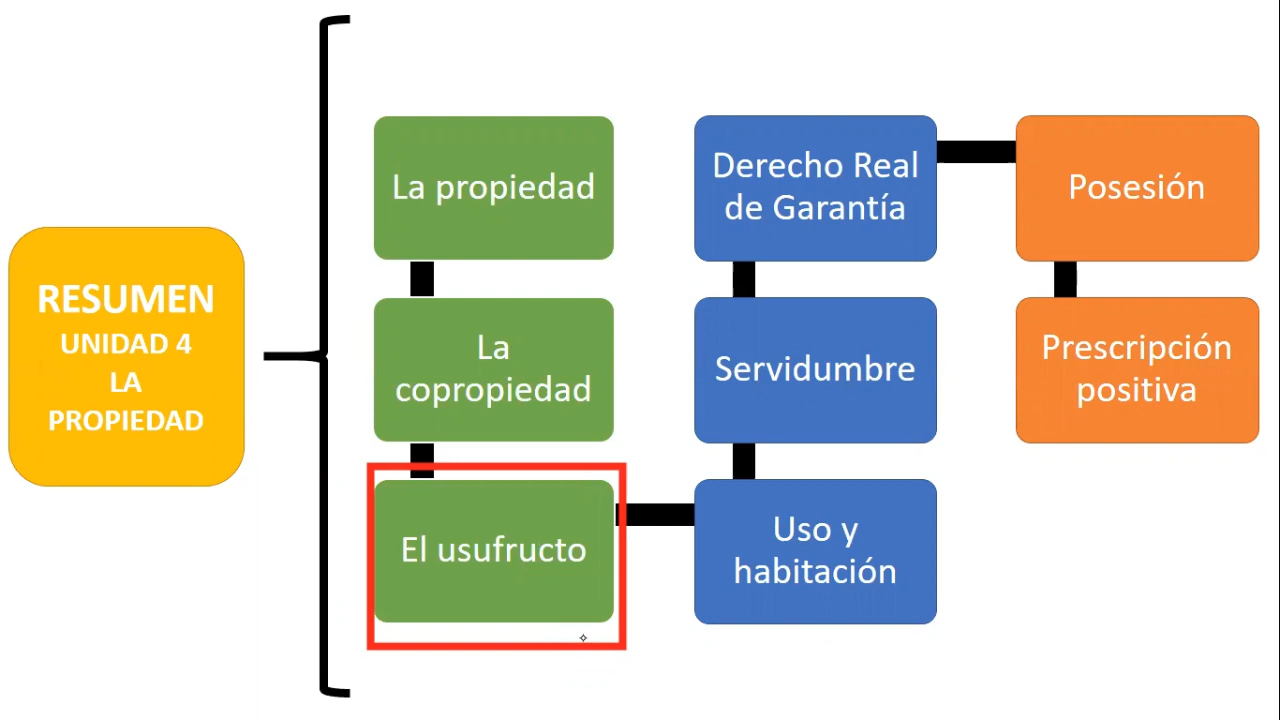 RESUMEN
UNIDAD 4
LA
PROPIEDAD
La propiedad
La
copropiedad
El usufructo
Uso y
habitación
Servidumbre
Derecho Real
de Garantía
Posesión
Prescripción
positiva